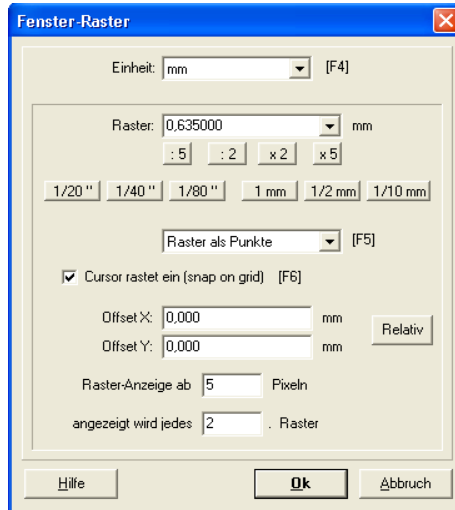 Fenster-Raster
Einheit: mm [F4]
Raster: 0,635000 mm
: 5 : 2 x 2 x 5
1/20 " 1/40 " 1/80 " 1 mm 1/2 mm 1/10 mm
Raster als Punkte [F5]
Cursor rastet ein (snap on grid) [F6]
Offset X: 0,000 mm
Relativ
Offset Y: 0,000 mm
Raster-Anzeige ab 5 Pixeln
angezeigt wird jedes 2 . Raster
Hilfe Ok Abbruch